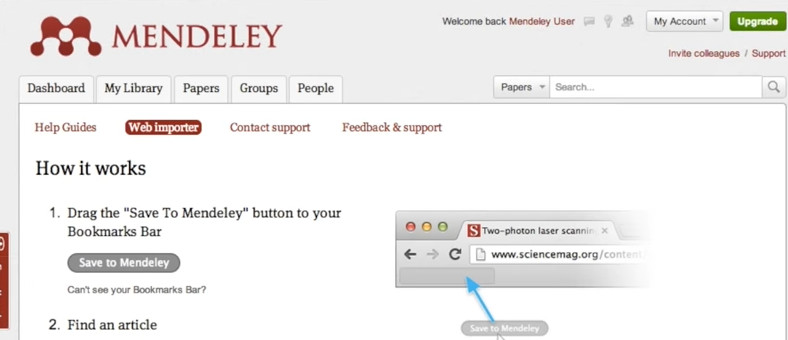 Welcome back Mendeley User
My Account
Upgrade
MENDELEY
Invite colleagues / Support
Dashboard
My Library
Papers
Groups
People
Papers
Search...
Help Guides
Web importer
Contact support
Feedback & support
How it works
1. Drag the "Save To Mendeley" button to your
Bookmarks Bar
Save to Mendeley
Can't see your Bookmarks Bar?
2. Find an article
S Two-photon laser scannin
www.sciencemag.org/content
Save to Mendeley